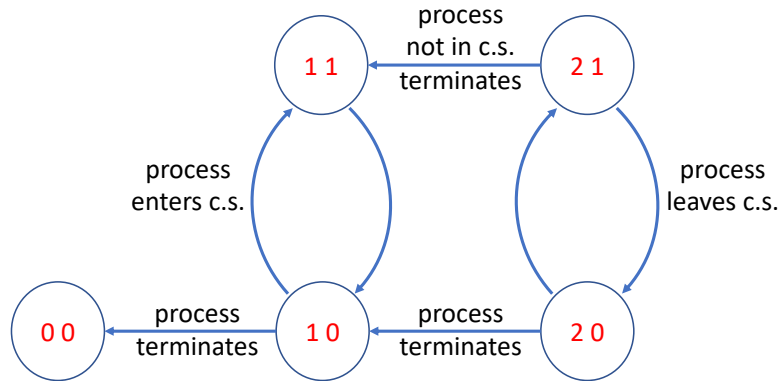 process
not in c.s.
terminates
1 1
2 1
process
enters c.s.
process
leaves c.s.
0 0
process
terminates
1 0
process
terminates
2 0